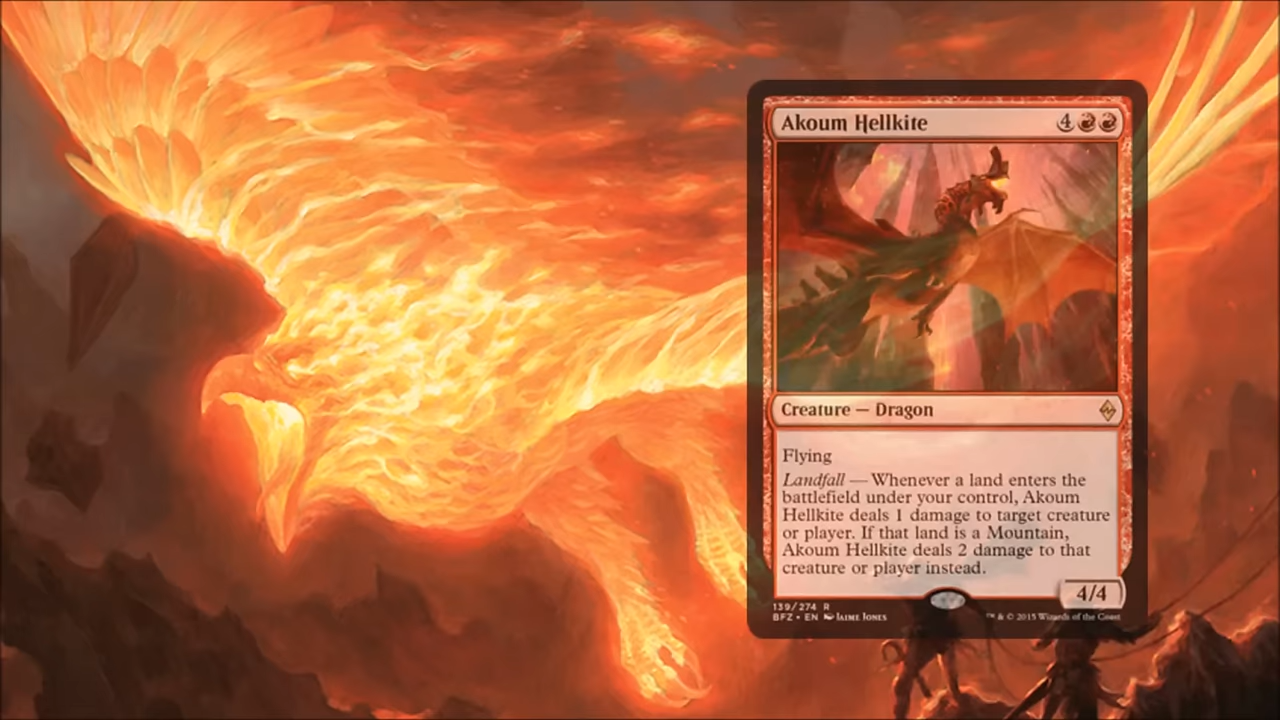 Akoum Hellkite 4
Creature — Dragon
Flying
Landfall — Whenever a land enters the
battlefield under your control, Akoum
Hellkite deals 1 damage to target creature
or player. If that land is a Mountain,
Akoum Hellkite deals 2 damage to that
creature or player instead.
4/4
139/274 R
BFZ • EN Jaime Jones
™ & © 2015 Wizards of the Coast